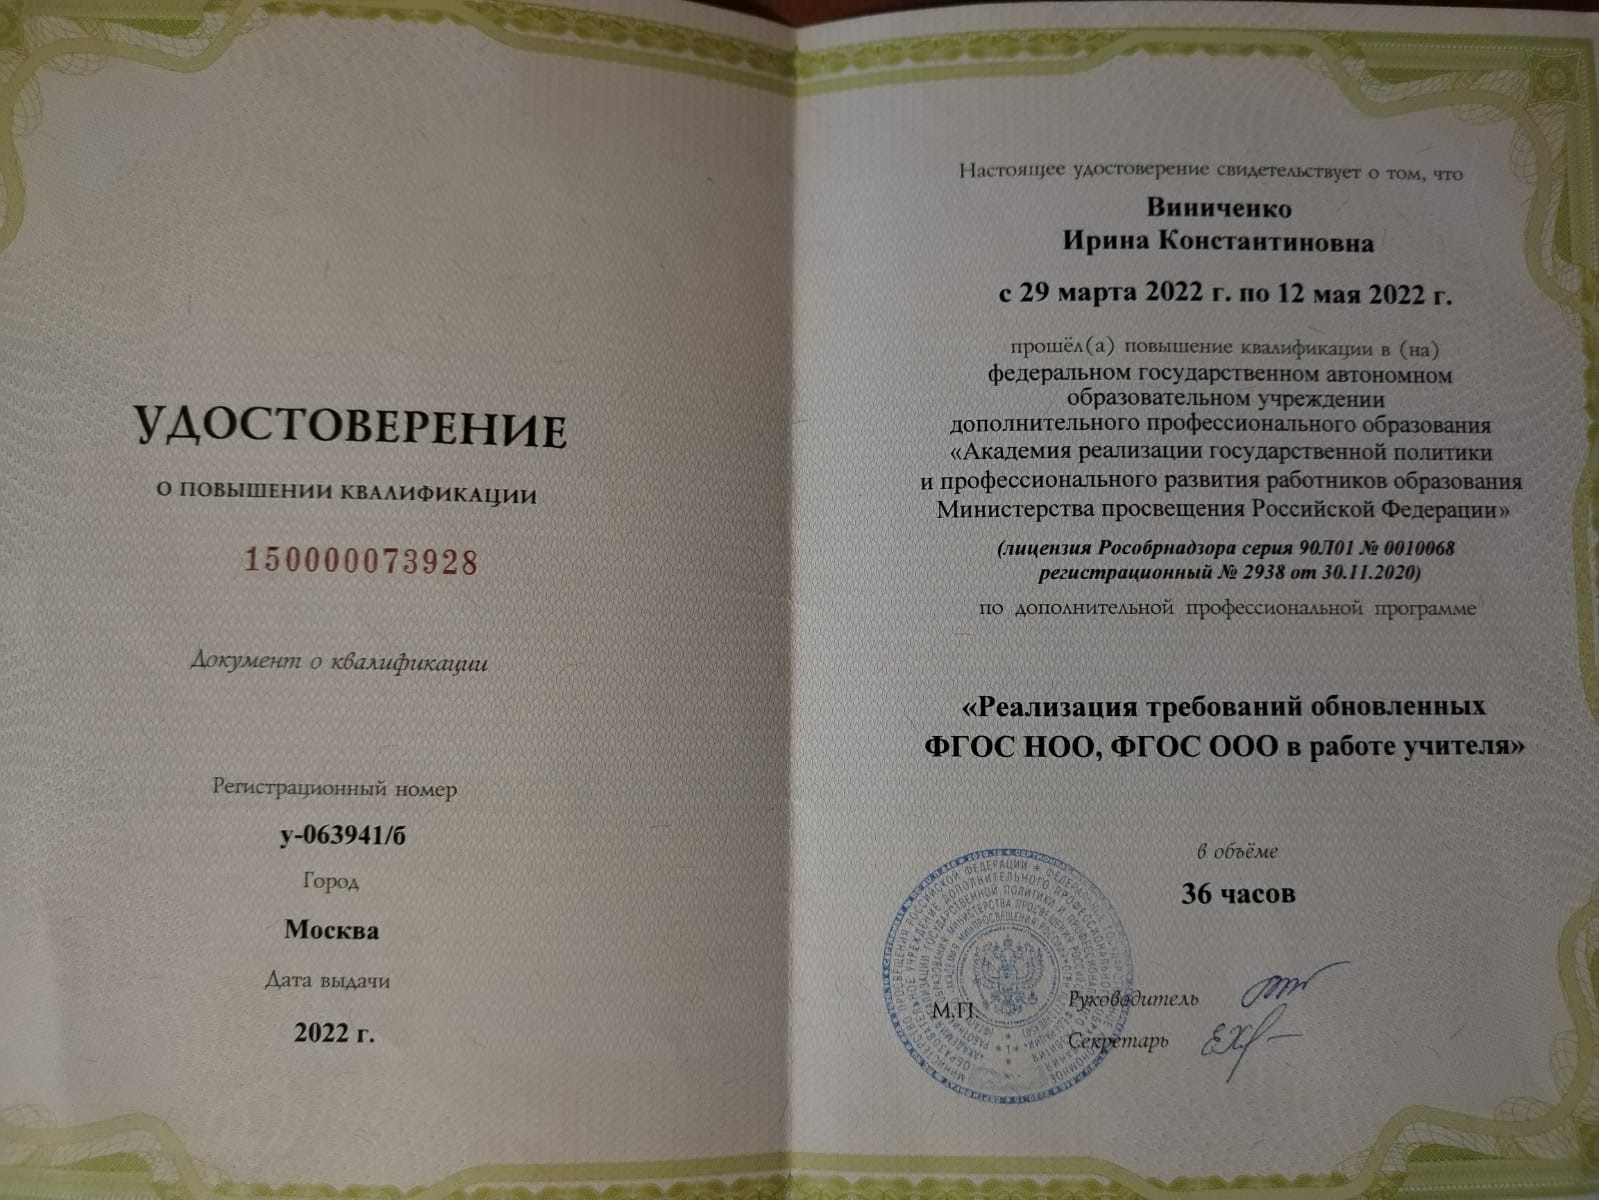 УДОСТОВЕРЕНИЕ
О ПОВЫШЕНИИ КВАЛИФИКАЦИИ
150000073928
Документ о квалификации
Регистрационный номер
у-063941/б
Город
Москва
Дата выдачи
2022 г.
Настоящее удостоверение свидетельствует о том, что
Виниченко
Ирина Константиновна
с 29 марта 2022 г. по 12 мая 2022 г.
прошёл(а) повышение квалификации в (на)
федеральном государственном автономном
образовательном учреждении
дополнительного профессионального образования
«Академия реализации государственной политики
и профессионального развития работников образования
Министерства просвещения Российской Федерации»
(лицензия Рособрнадзора серия 90Л01 № 0010068
регистрационный № 2938 от 30.11.2020)
по дополнительной профессиональной программе
«Реализация требований обновленных
ФГОС НОО, ФГОС ООО в работе учителя»
в объёме
36 часов
М.П.
Руководитель
Секретарь